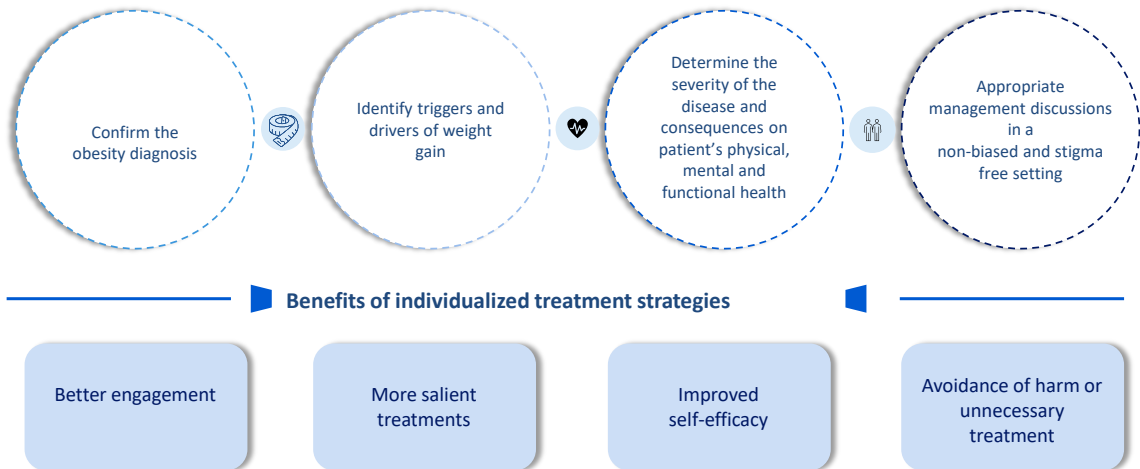 Confirm the
obesity diagnosis
Identify triggers and
drivers of weight
gain
Determine the
severity of the
disease and
consequences on
patient’s physical,
mental and
functional health
Appropriate
management discussions
in a
non-biased and stigma
free setting
Benefits of individualized treatment strategies
Better engagement
More salient
treatments
Improved
self-efficacy
Avoidance of harm or
unnecessary
treatment